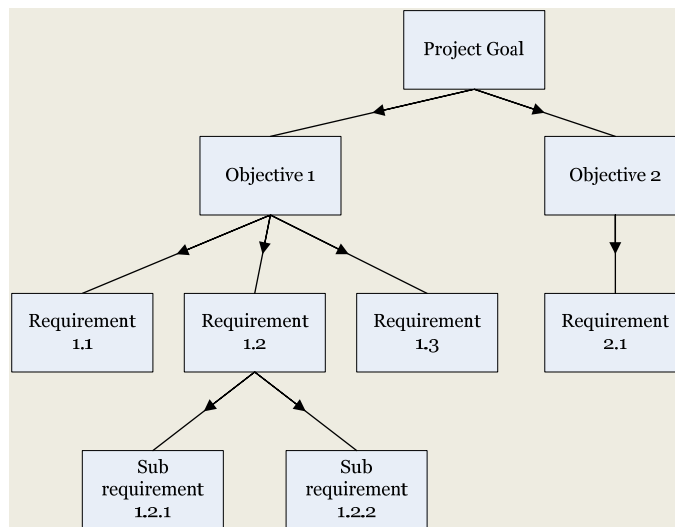 Project Goal
Objective 1
Objective 2
Requirement
1.1
Requirement
1.2
Requirement
1.3
Requirement
2.1
Sub
requirement
1.2.1
Sub
requirement
1.2.2